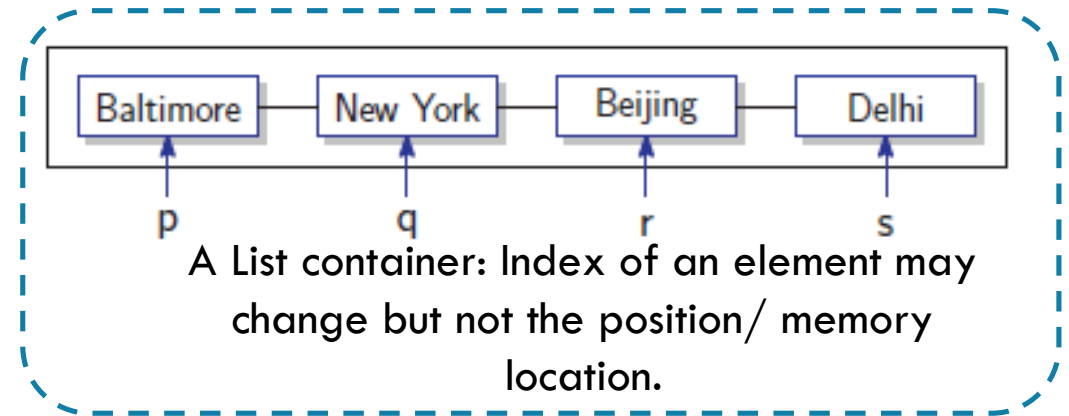 Baltimore New York Beijing Delhi
p q r s
A List container: Index of an element may
change but not the position/ memory
location.